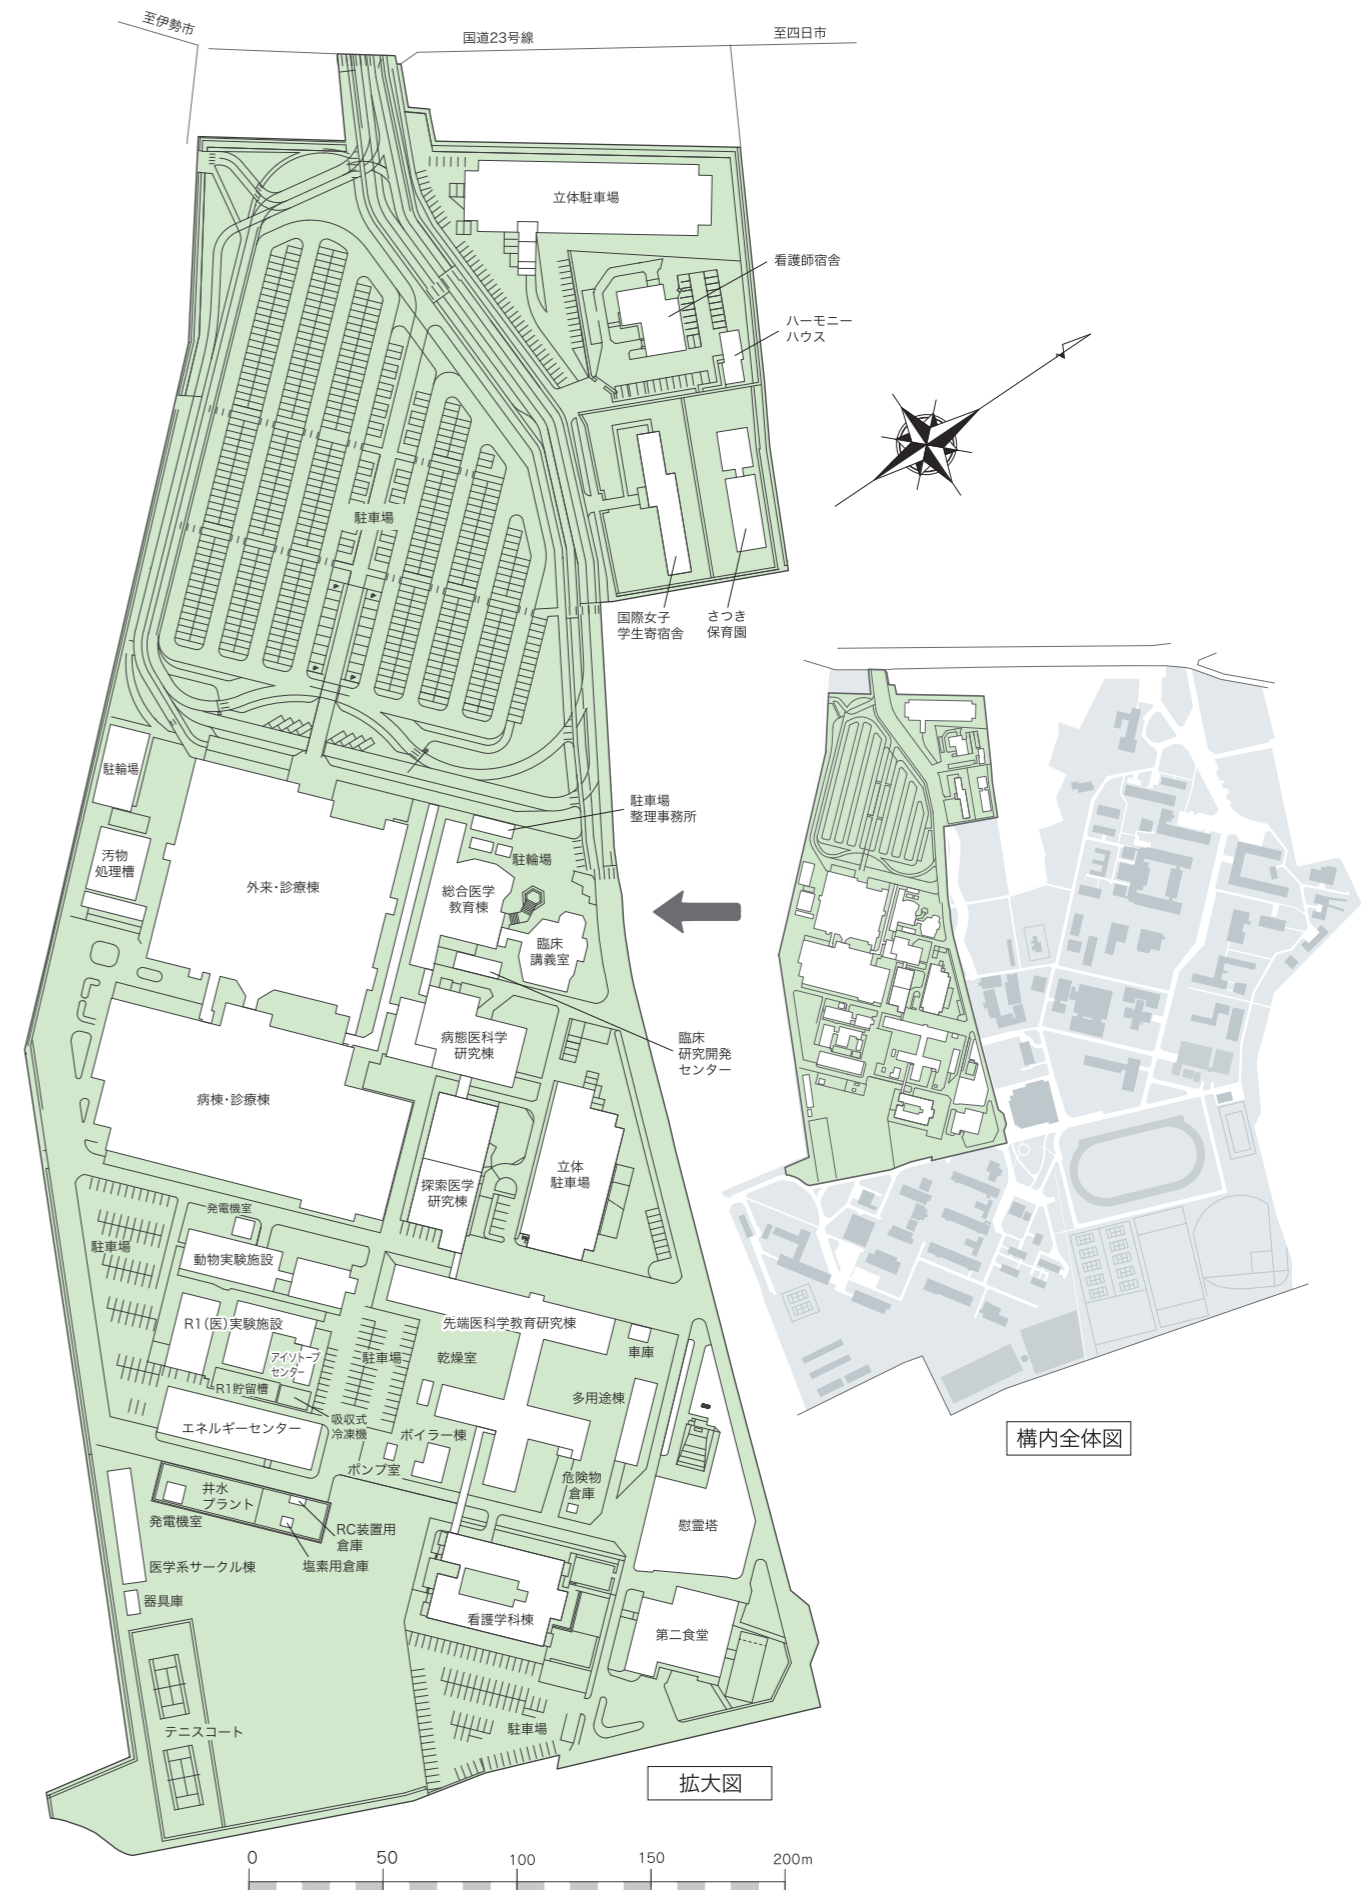 至伊勢市
国道23号線
至四日市
立体駐車場
看護師宿舎
ハーモニー
ハウス
駐車場
国際女子
学生寄宿舎
さつき
保育園
駐輪場
駐車場
整理事務所
汚物
処理槽
外来・診療棟
総合医学
教育棟
駐輪場
臨床
講義室
病態医科学
研究棟
臨床
研究開発
センター
病棟・診療棟
探索医学
研究棟
立体
駐車場
発電機室
駐車場
動物実験施設
R1(医)実験施設
アイソトープ
センター
駐車場
先端医科学教育研究棟
乾燥室
車庫
多用途棟
R1貯留槽
吸収式
冷凍機
エネルギーセンター
ボイラー棟
ポンプ室
危険物
倉庫
井水
プラント
発電機室
RC装置用
倉庫
塩素用倉庫
慰霊塔
医学系サークル棟
器具庫
看護学科棟
第二食堂
テニスコート
駐車場
構内全体図
拡大図
0 50 100 150 200m